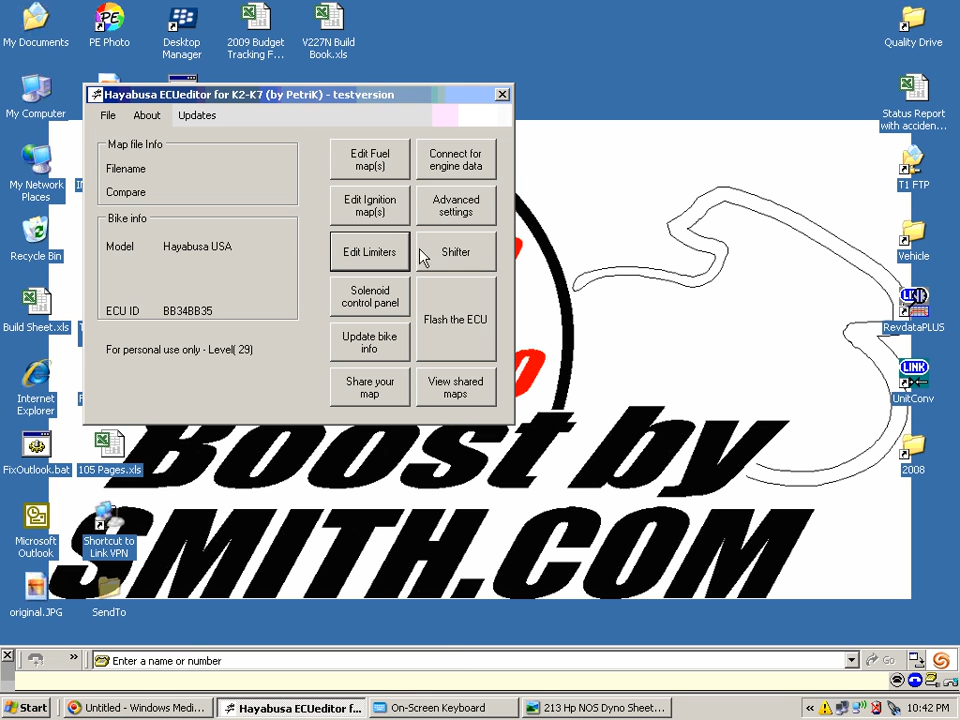 My Documents
PE Photo
Desktop
Manager
2009 Budget
Tracking F...
V227N Build
Book.xls
Quality Drive
My Computer
Status Report
with acciden...
My Network
Places
T1 FTP
Recycle Bin
Vehicle
Build Sheet.xls
RevdataPLUS
Internet
Explorer
LINK
UnitConv
FixOutlook.bat
105 Pages.xls
2008
Microsoft
Outlook
Shortcut to
Link VPN
original.JPG
SendTo
Hayabusa ECUeditor for K2-K7 (by PetriK) - testversion
File
About
Updates
Map file Info
Filename
Compare
Bike info
Model
Hayabusa USA
ECU ID
BB34BB35
For personal use only - Level( 29)
Edit Fuel
map(s)
Connect for
engine data
Edit Ignition
map(s)
Advanced
settings
Edit Limiters
Shifter
Solenoid
control panel
Flash the ECU
Update bike
info
Share your
map
View shared
maps
Boost by
SMITH.COM
Enter a name or number
Go
Start
Untitled - Windows Medi...
Hayabusa ECUeditor f...
On-Screen Keyboard
213 Hp NOS Dyno Sheet...
10:42 PM